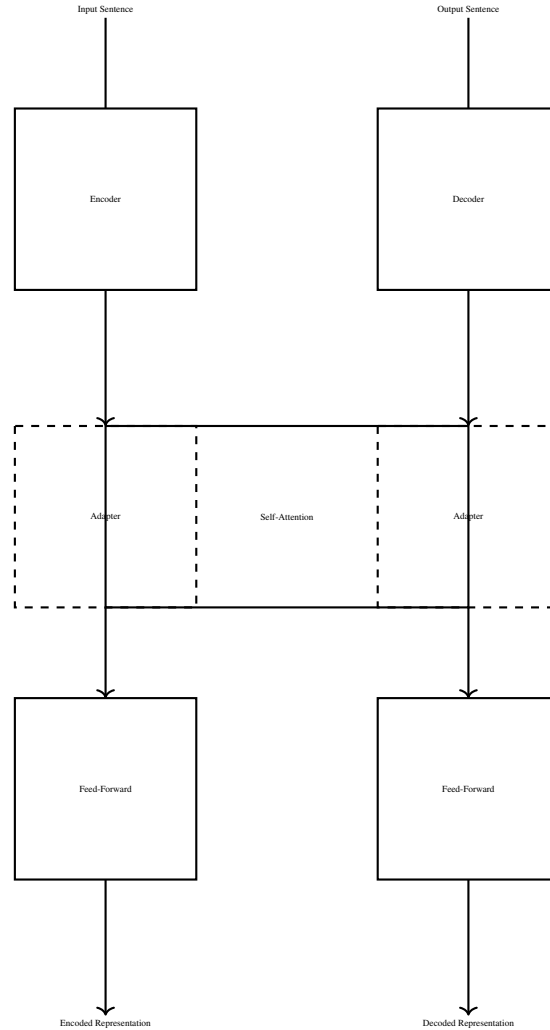 Input Sentence
Output Sentence
Encoder
Decoder
Adapter
Self-Attention
Adapter
Feed-Forward
Feed-Forward
Encoded Representation
Decoded Representation